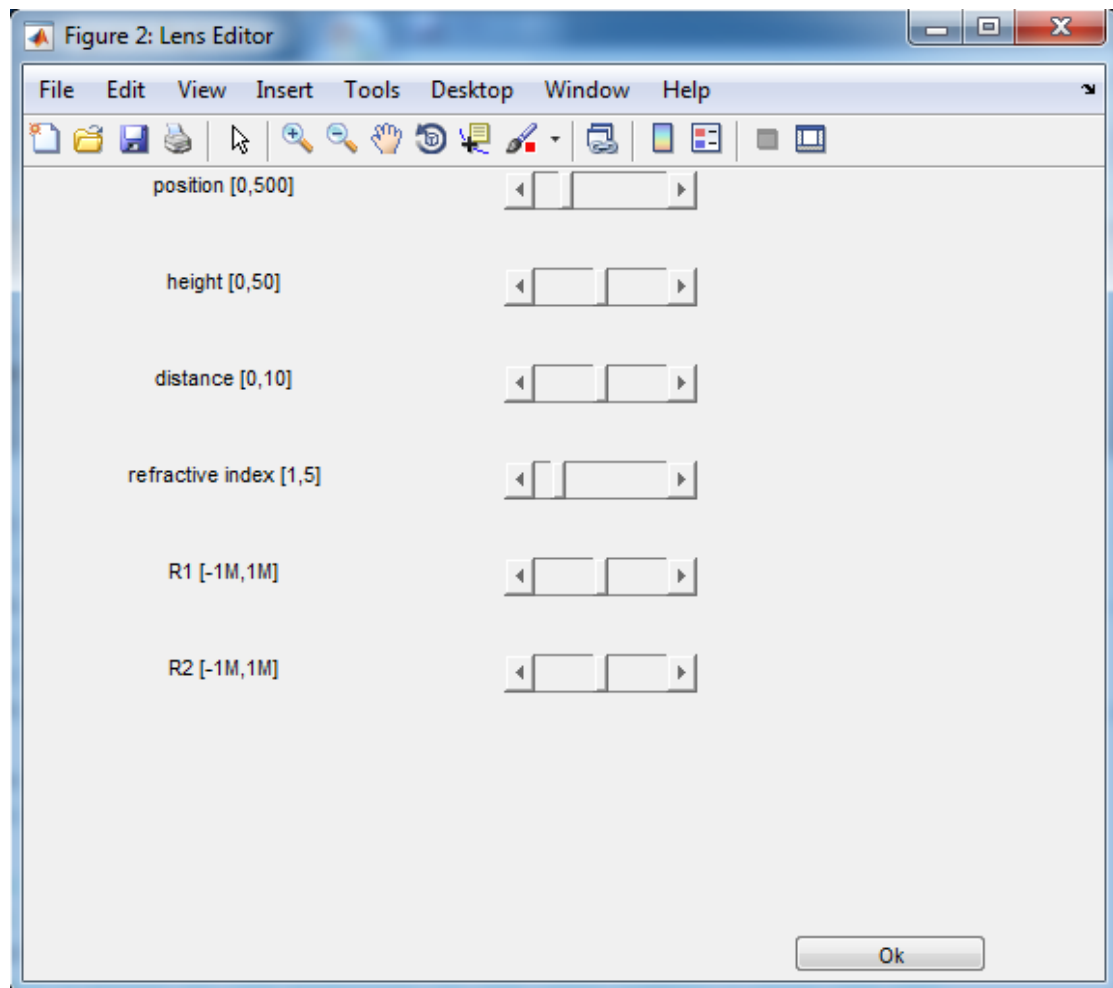 Figure 2: Lens Editor
File Edit View Insert Tools Desktop Window Help
position [0,500]
height [0,50]
distance [0,10]
refractive index [1,5]
R1 [-1M,1M]
R2 [-1M,1M]
Ok